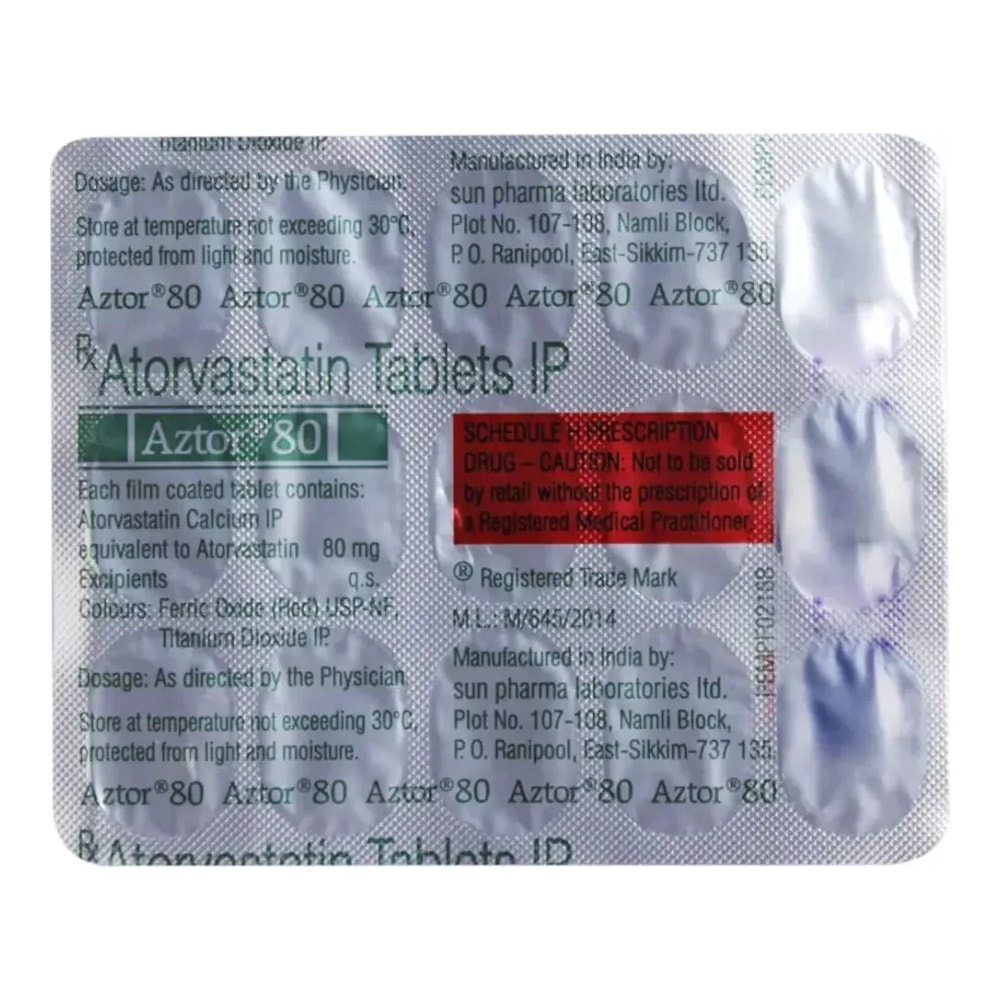 Titanium Dioxide IP.
Dosage: As directed by the Physician.
Store at temperature not exceeding 30°C,
protected from light and moisture.
Manufactured in India by:
sun pharma laboratories ltd.
Plot No. 107-108, Namli Block,
P.O. Ranipool, East-Sikkim-737 135.
Aztor®80 Aztor®80 Aztor®80 Aztor®80 Aztor®80
℞ Atorvastatin Tablets IP
Aztor®80
Each film coated tablet contains:
Atorvastatin Calcium IP
equivalent to Atorvastatin 80 mg
Excipients q.s.
Colours: Ferric Oxide (Red) USP-NF,
Titanium Dioxide IP.
Dosage: As directed by the Physician.
Store at temperature not exceeding 30°C,
protected from light and moisture.
SCHEDULE H PRESCRIPTION
DRUG – CAUTION: Not to be sold
by retail without the prescription of
a Registered Medical Practitioner.
® Registered Trade Mark
M.L.: M/645/2014
Manufactured in India by:
sun pharma laboratories ltd.
Plot No. 107-108, Namli Block,
P.O. Ranipool, East-Sikkim-737 135.
Aztor®80 Aztor®80 Aztor®80 Aztor®80 Aztor®80
℞ Atorvastatin Tablets IP